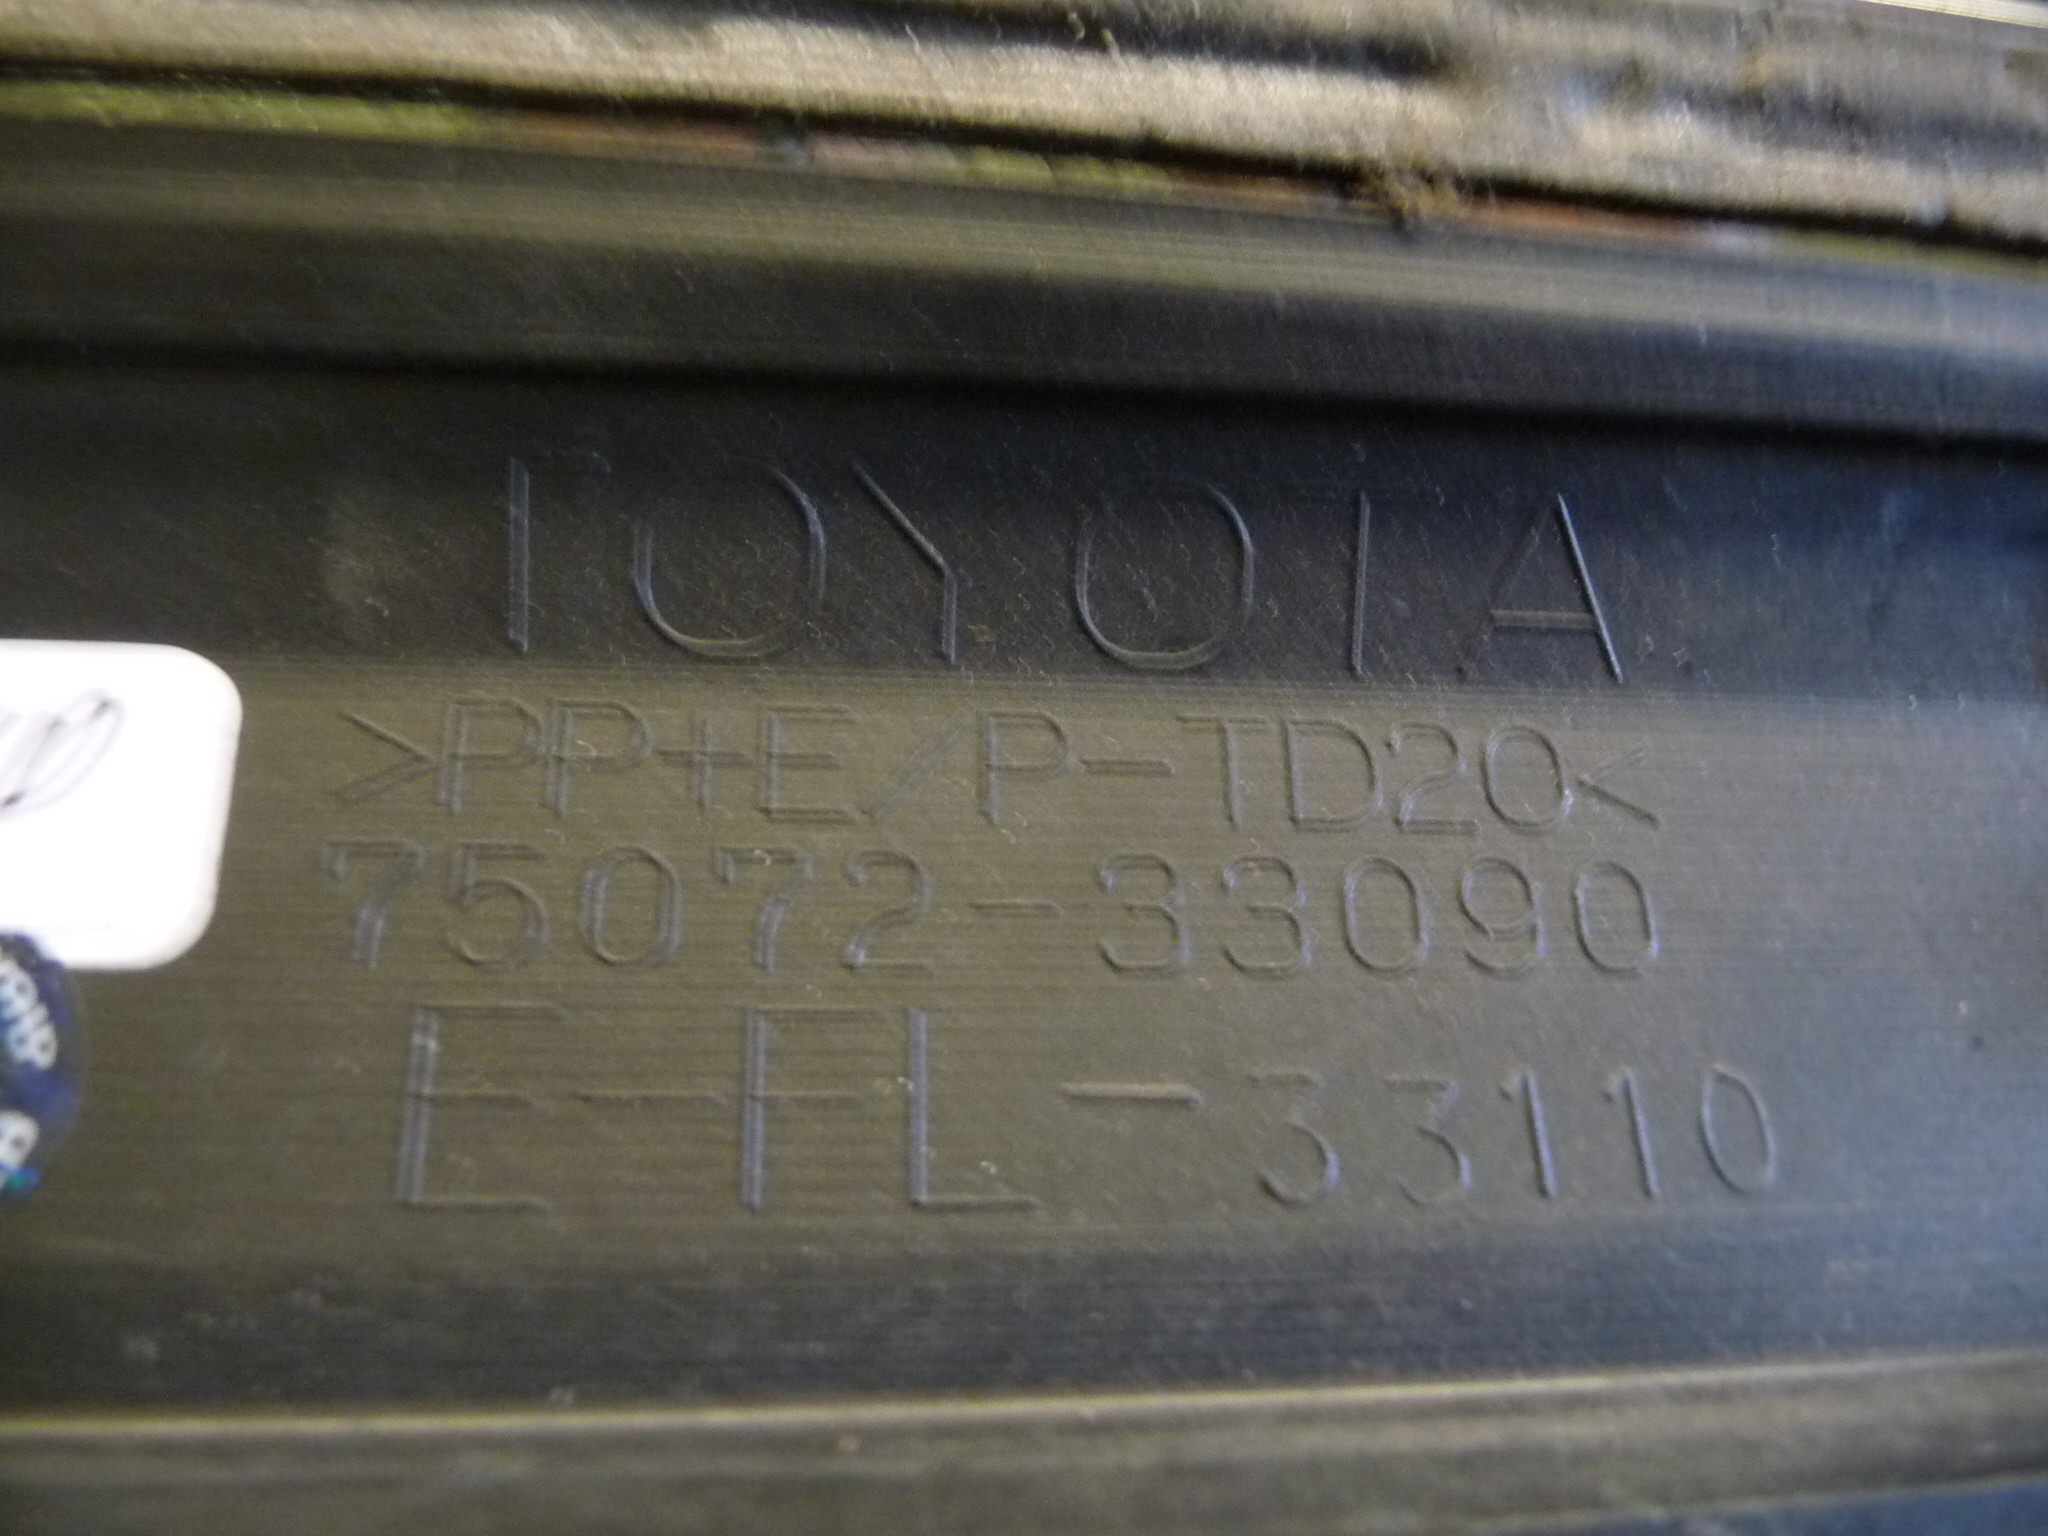 TOYOTA
>PP+E/P-TD20<
75072-33090
E-FL-33110